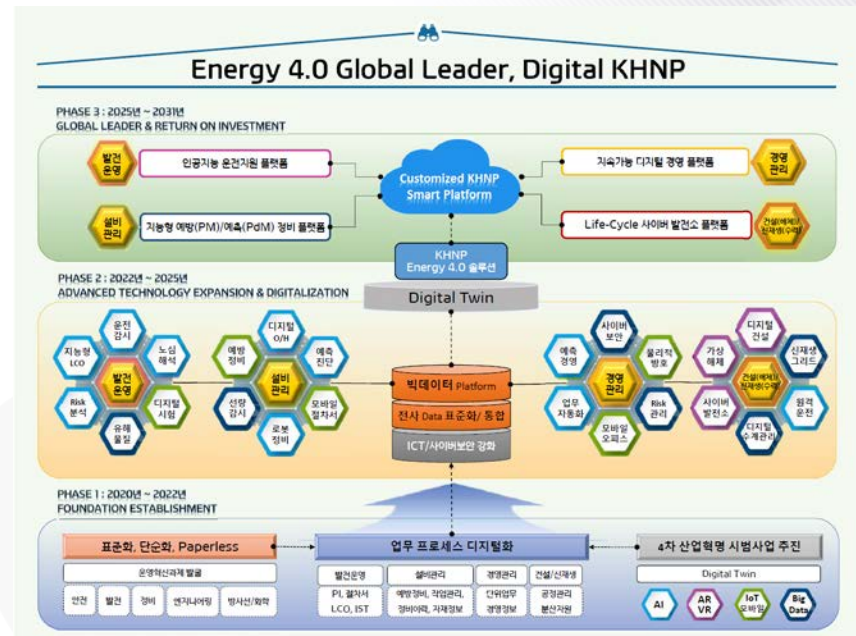 Energy 4.0 Global Leader, Digital KHNP
PHASE 3 : 2025년 ~ 2031년
GLOBAL LEADER & RETURN ON INVESTMENT
발전
운영
인공지능 운전지원 플랫폼
Customized KHNP
Smart Platform
지속가능 디지털 경영 플랫폼
경영
관리
설비
관리
지능형 예방(PM)/예측(PdM) 정비 플랫폼
Life-Cycle 사이버 발전소 플랫폼
건설(해체)/
신재생(수력)
KHNP
Energy 4.0 솔루션
Digital Twin
PHASE 2 : 2022년 ~ 2025년
ADVANCED TECHNOLOGY EXPANSION & DIGITALIZATION
운전
감시
지능형
LCO
노심
해석
발전
운영
Risk
분석
디지털
시험
유해
물질
디지털
O/H
예방
정비
예측
진단
설비
관리
선량
감시
모바일
절차서
로봇
정비
빅데이터 Platform
전사 Data 표준화/ 통합
ICT/사이버보안 강화
사이버
보안
예측
경영
물리적
방호
경영
관리
업무
자동화
Risk
관리
모바일
오피스
디지털
건설
가상
해체
신재생
그리드
건설(해체)/
신재생(수력)
사이버
발전소
원격
운전
디지털
수계관리
PHASE 1 : 2020년 ~ 2022년
FOUNDATION ESTABLISHMENT
표준화, 단순화, Paperless
운영혁신과제 발굴
안전
발전
정비
엔지니어링
방사선/화학
업무 프로세스 디지털화
발전운영
설비관리
경영관리
건설/신재생
PI, 절차서
LCO, IST
예방정비, 작업관리,
정비이력, 자재정보
단위업무
경영정보
공정관리
분산자원
4차 산업혁명 시범사업 추진
Digital Twin
AI
AR
VR
IoT
모바일
Big
Data